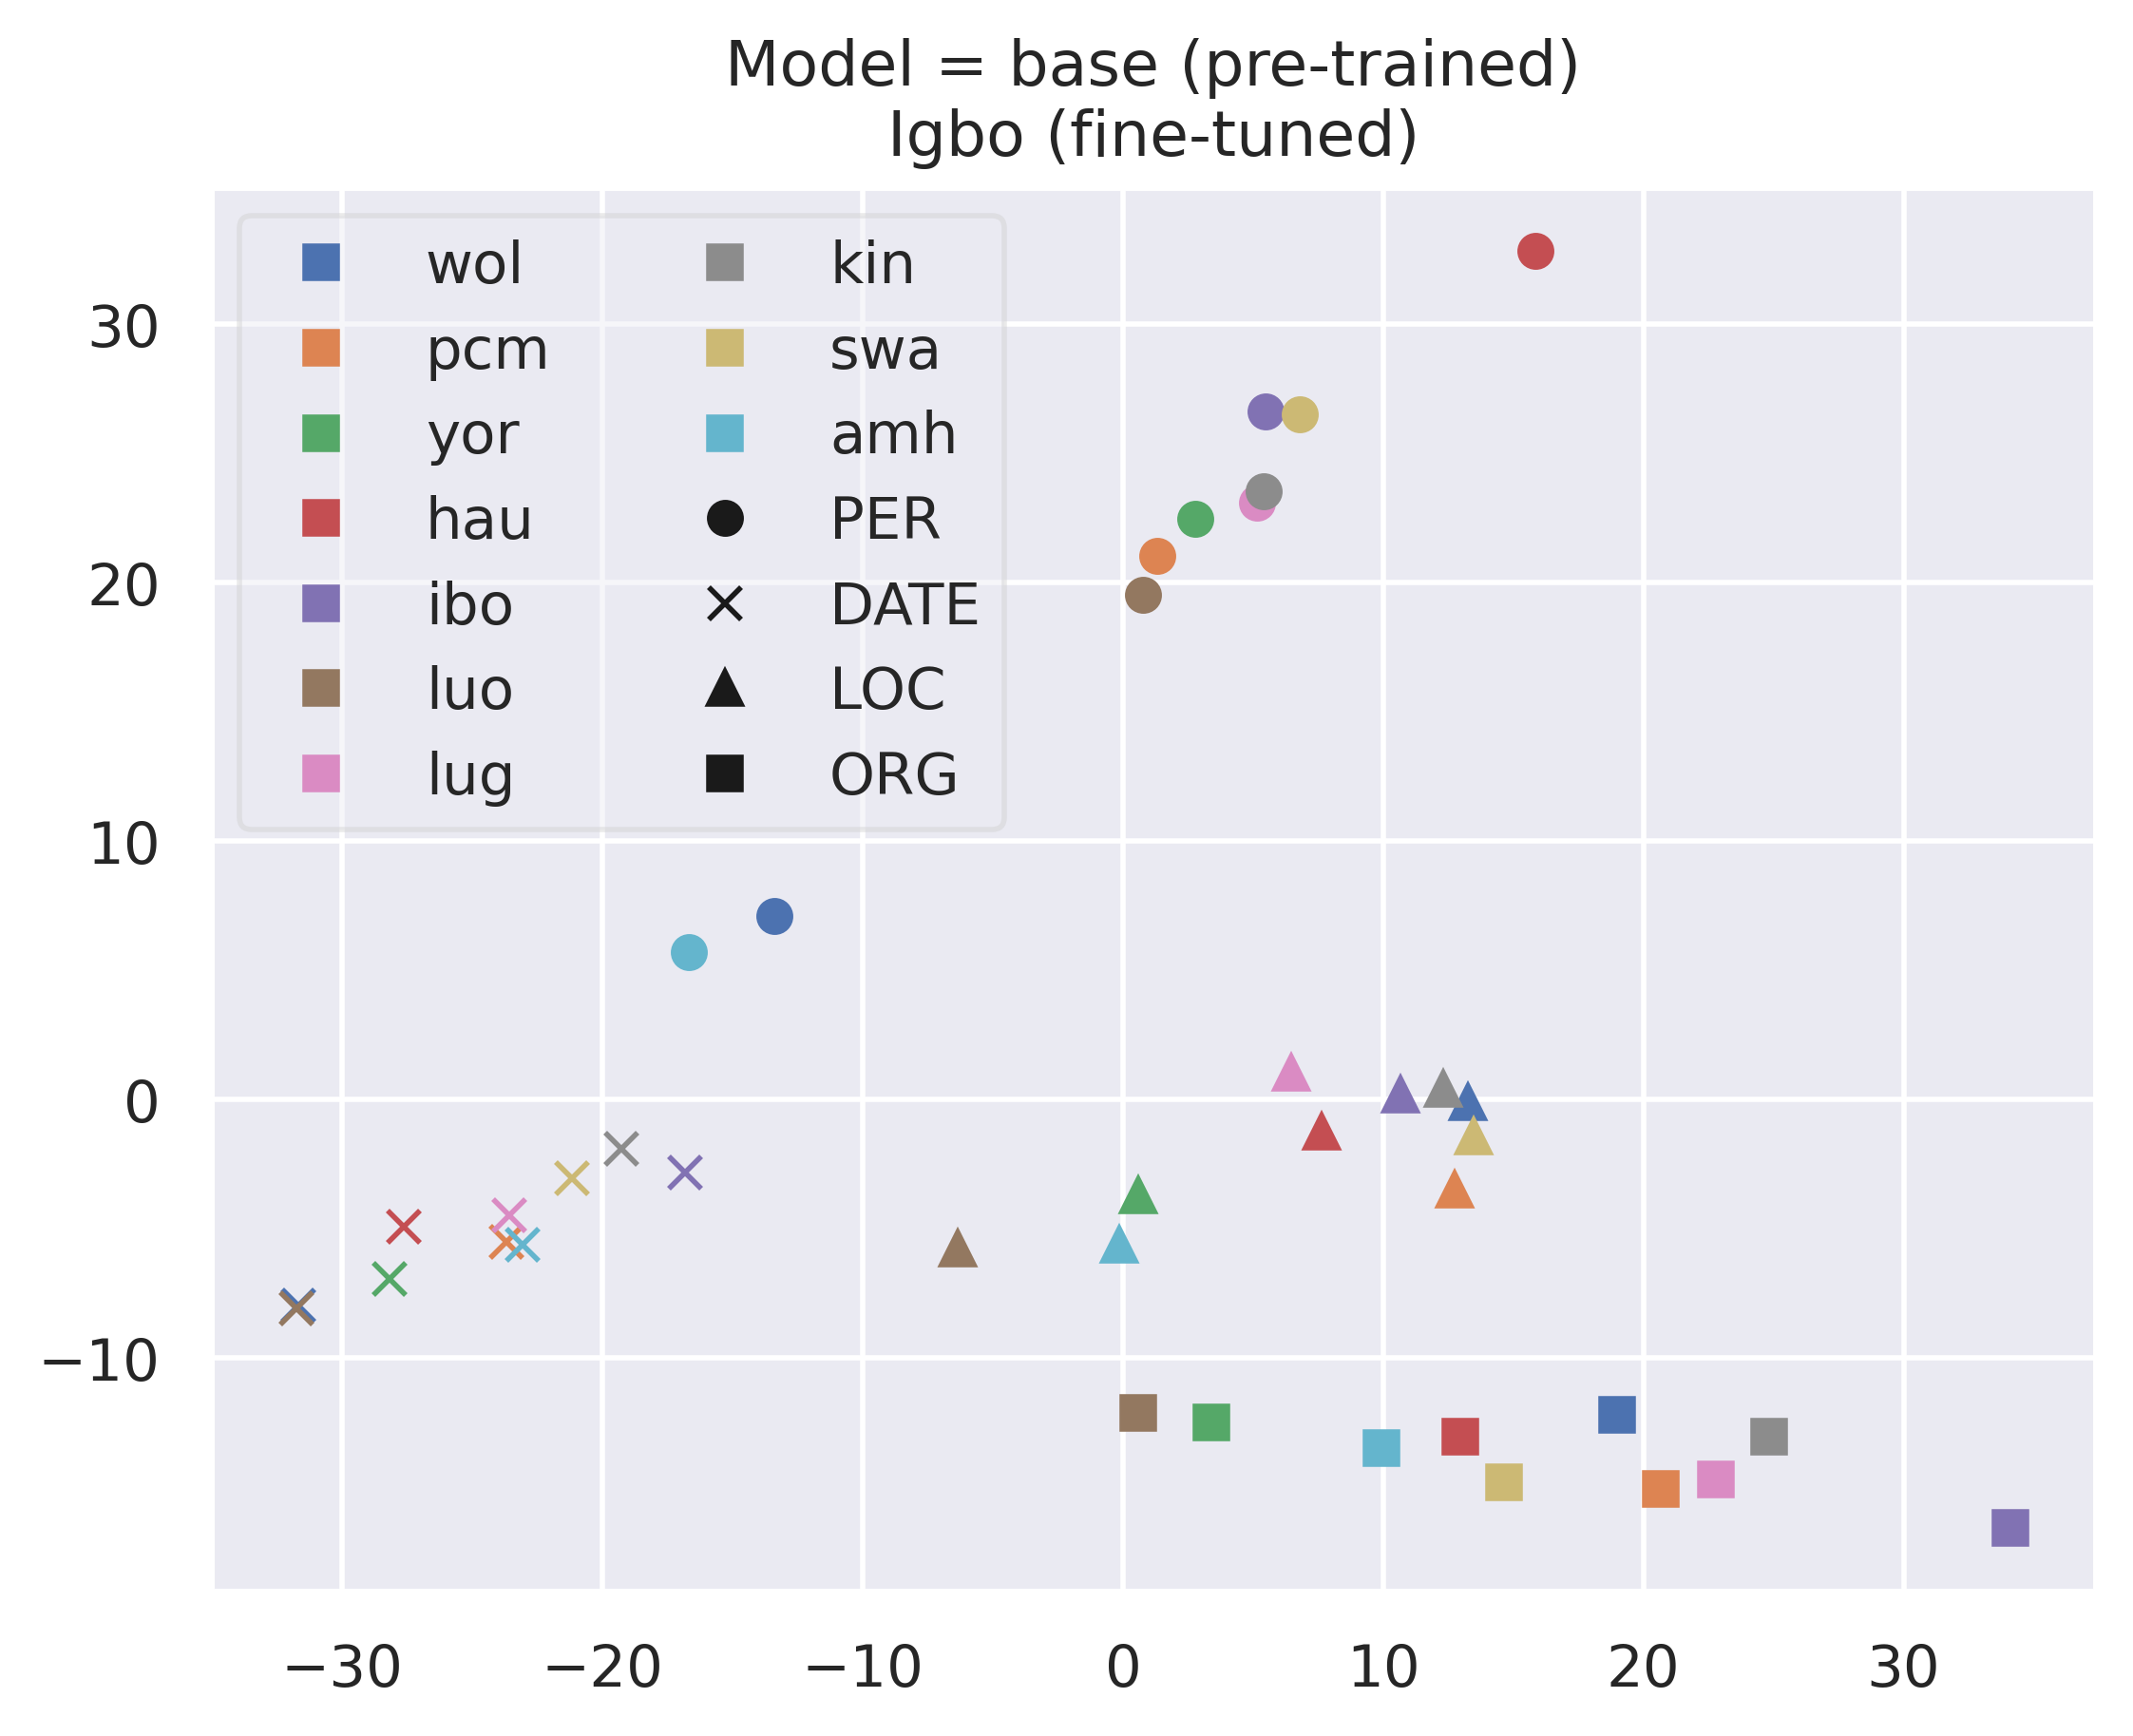 Model = base (pre-trained)
Igbo (fine-tuned)
wol
pcm
yor
hau
ibo
luo
lug
kin
swa
amh
PER
DATE
LOC
ORG
30
20
10
0
−10
−30
−20
−10
0
10
20
30